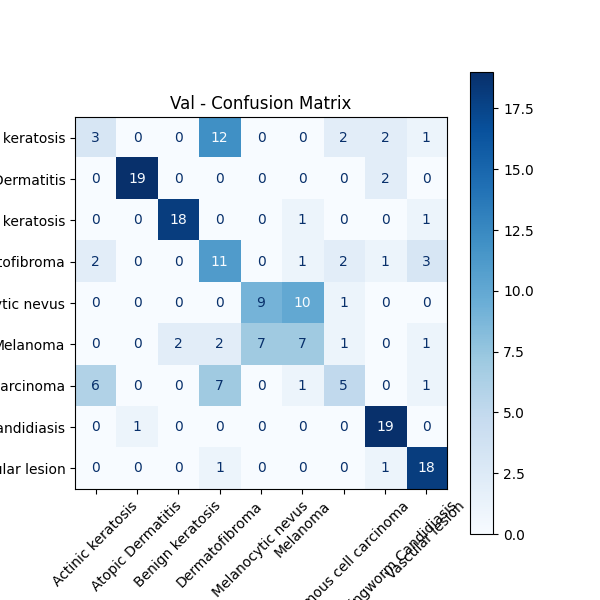 Val - Confusion Matrix
keratosis 3 0 0 12 0 0 2 2 1
Dermatitis 0 19 0 0 0 0 0 2 0
keratosis 0 0 18 0 0 1 0 0 1
tofibroma 2 0 0 11 0 1 2 1 3
tic nevus 0 0 0 0 9 10 1 0 0
Melanoma 0 0 2 2 7 7 1 0 1
arcinoma 6 0 0 7 0 1 5 0 1
andidiasis 0 1 0 0 0 0 0 19 0
lar lesion 0 0 0 1 0 0 0 1 18
Actinic keratosis
Atopic Dermatitis
Benign keratosis
Dermatofibroma
Melanocytic nevus
Melanoma
mous cell carcinoma
ngworm Candidiasis
Vascular lesion
17.5
15.0
12.5
10.0
7.5
5.0
2.5
0.0